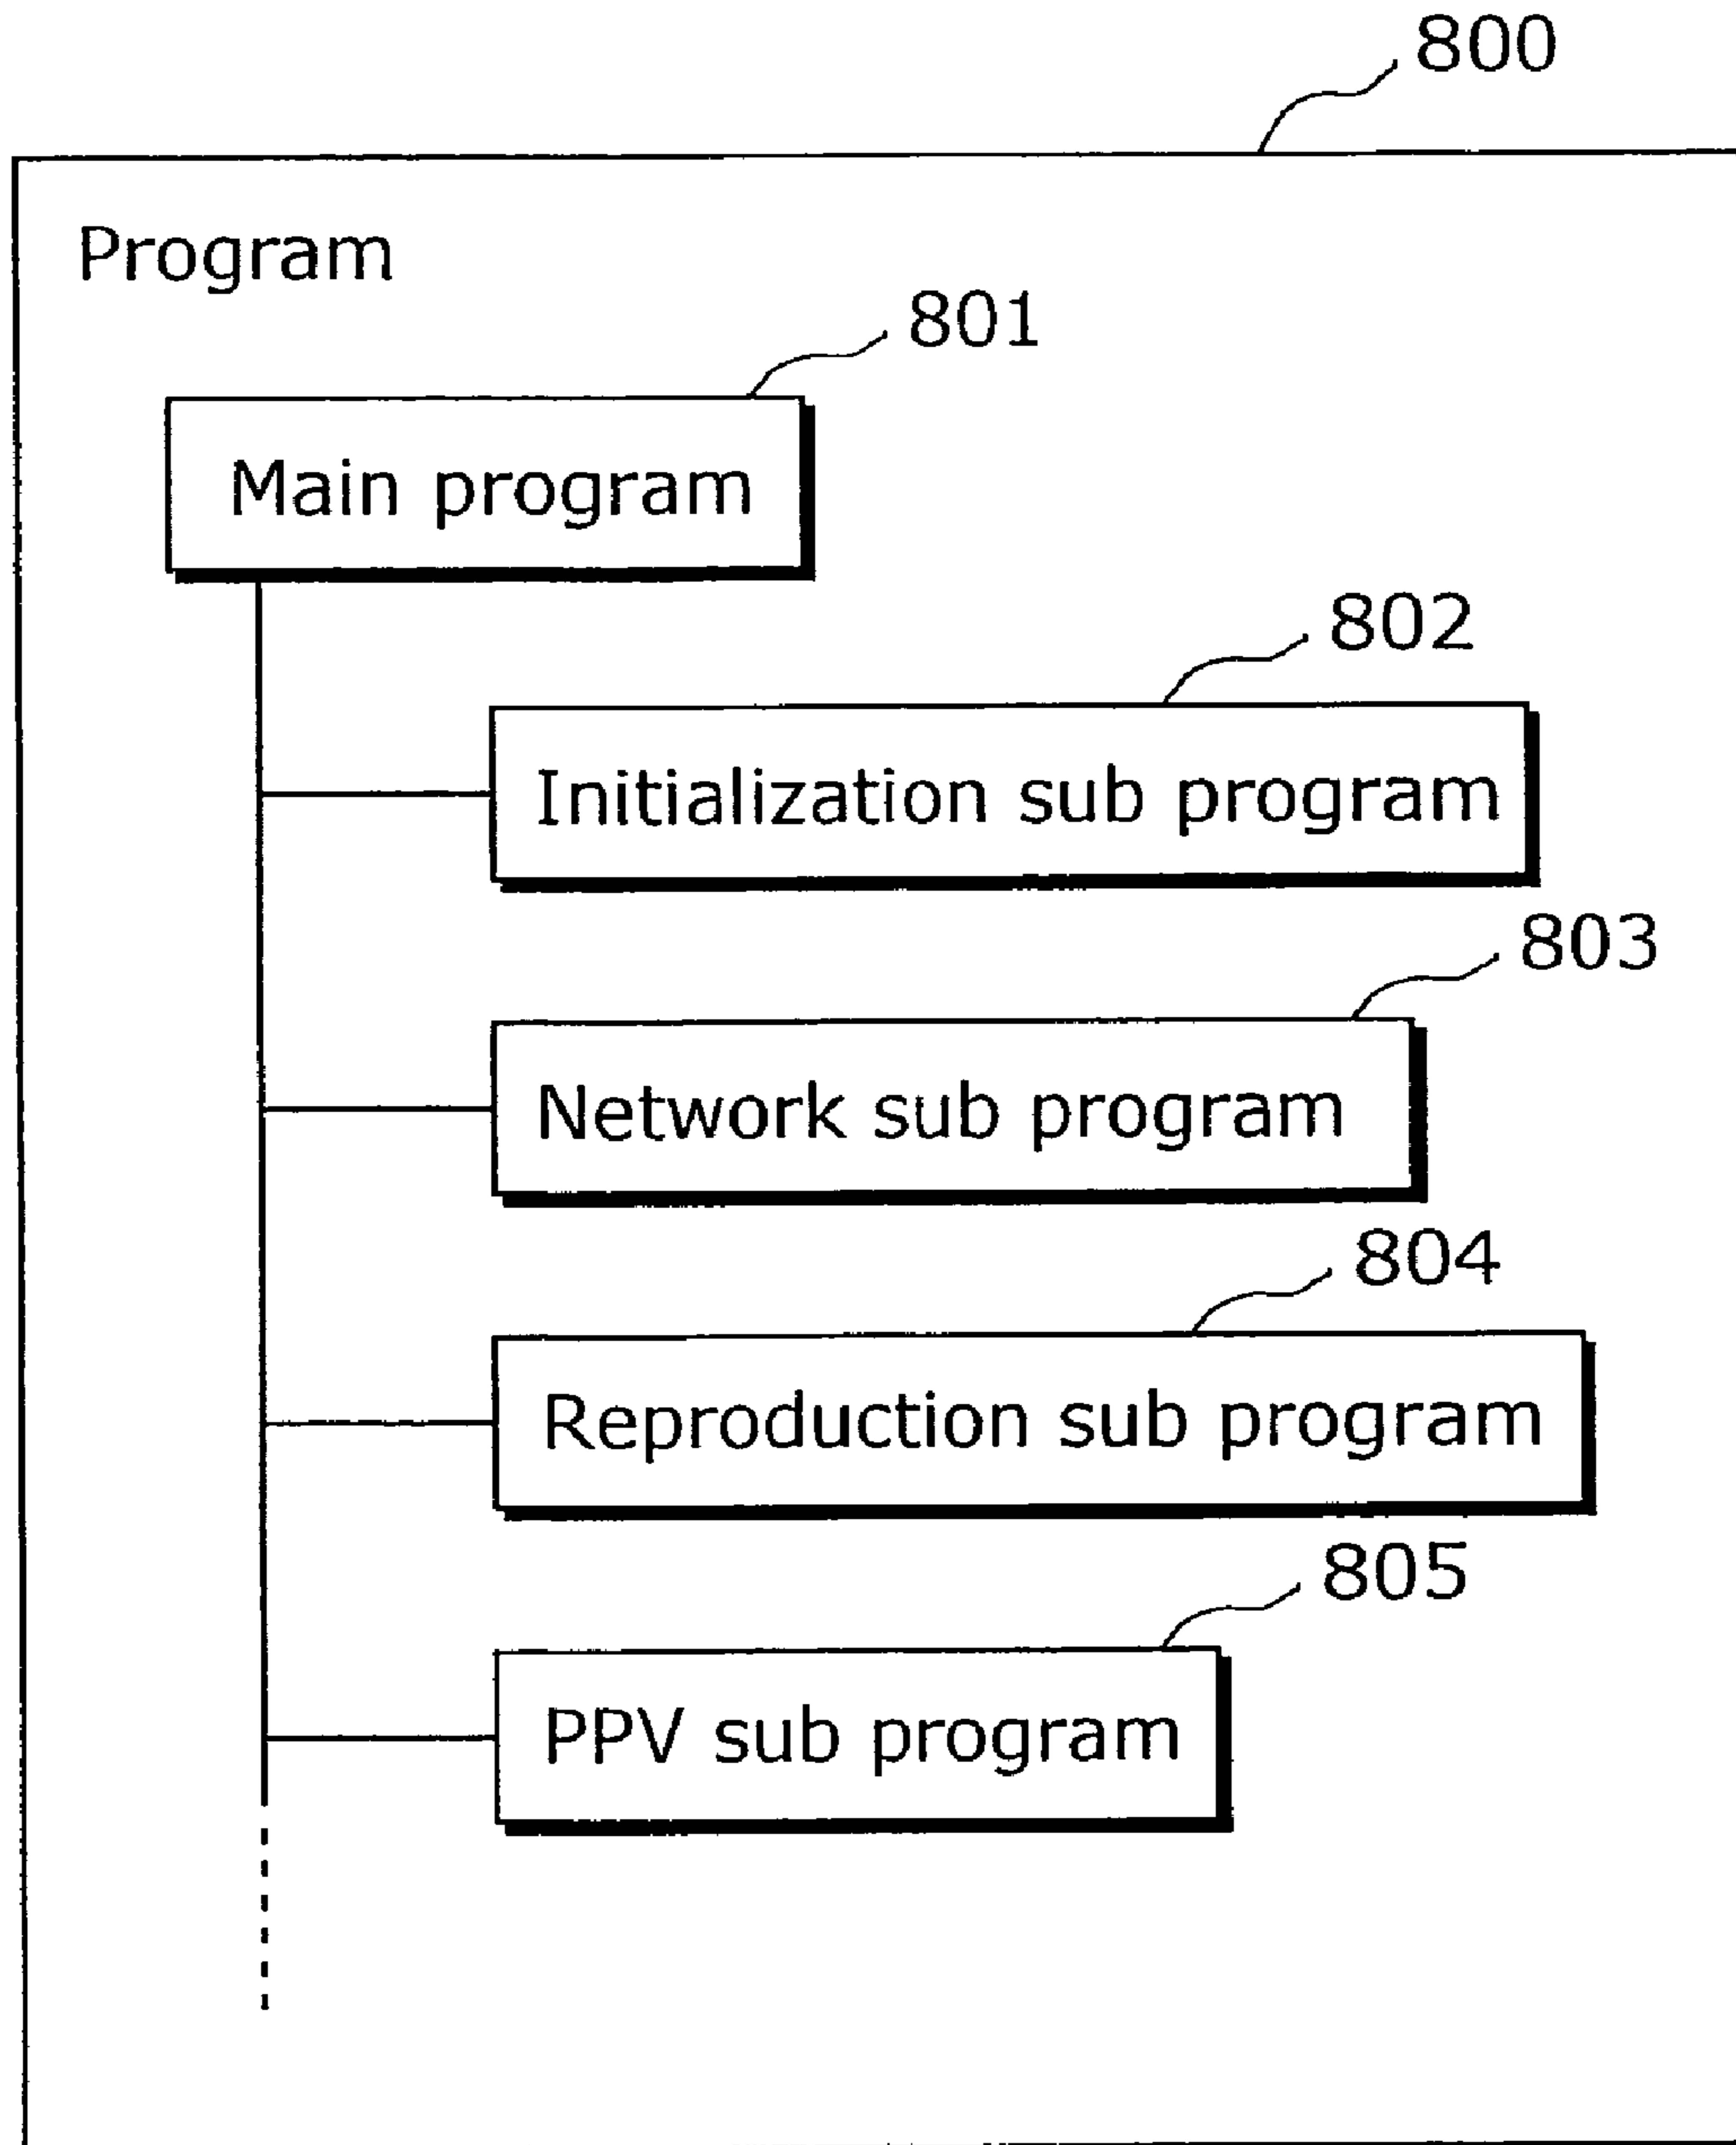 800
Program
801
Main program
802
Initialization sub program
803
Network sub program
804
Reproduction sub program
805
PPV sub program